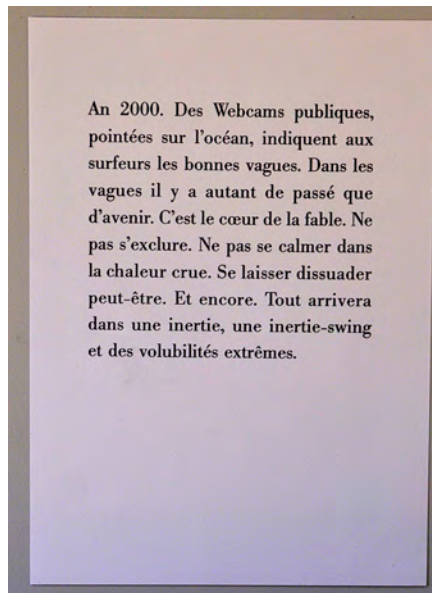 An 2000. Des Webcams publiques,
pointées sur l'océan, indiquent aux
surfeurs les bonnes vagues. Dans les
vagues il y a autant de passé que
d'avenir. C'est le cœur de la fable. Ne
pas s'exclure. Ne pas se calmer dans
la chaleur crue. Se laisser dissuader
peut-être. Et encore. Tout arrivera
dans une inertie, une inertie-swing
et des volubilités extrêmes.